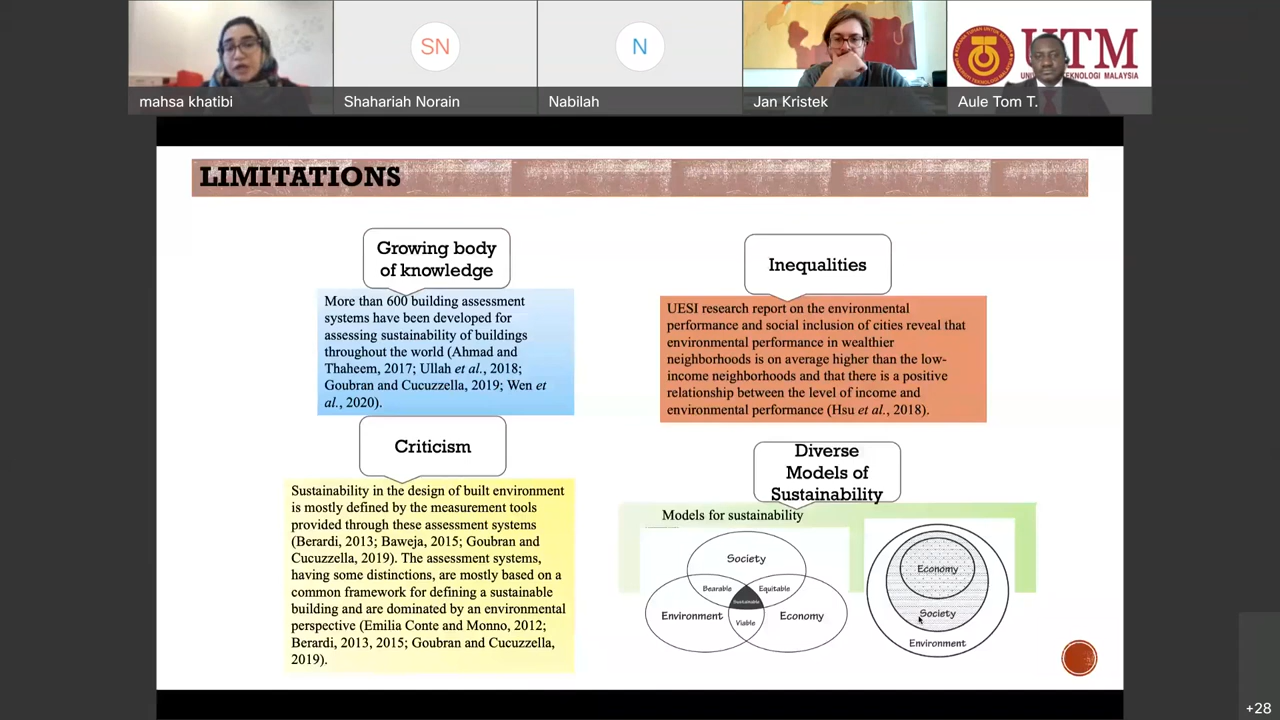 SN
N
UTM
UNIVERSITI TEKNOLOGI MALAYSIA
mahsa khatibi
Shahariah Norain
Nabilah
Jan Kristek
Aule Tom T.
LIMITATIONS
Growing body
of knowledge
More than 600 building assessment
systems have been developed for
assessing sustainability of buildings
throughout the world (Ahmad and
Thaheem, 2017; Ullah et al., 2018;
Goubran and Cucuzzella, 2019; Wen et
al., 2020).
Inequalities
UESI research report on the environmental
performance and social inclusion of cities reveal that
environmental performance in wealthier
neighborhoods is on average higher than the low-
income neighborhoods and that there is a positive
relationship between the level of income and
environmental performance (Hsu et al., 2018).
Criticism
Sustainability in the design of built environment
is mostly defined by the measurement tools
provided through these assessment systems
(Berardi, 2013; Baweja, 2015; Goubran and
Cucuzzella, 2019). The assessment systems,
having some distinctions, are mostly based on a
common framework for defining a sustainable
building and are dominated by an environmental
perspective (Emilia Conte and Monno, 2012;
Berardi, 2013, 2015; Goubran and Cucuzzella,
2019).
Diverse
Models of
Sustainability
Models for sustainability
Society
Bearable
Equitable
Sustainable
Environment
Economy
Viable
Economy
Society
Environment
+28